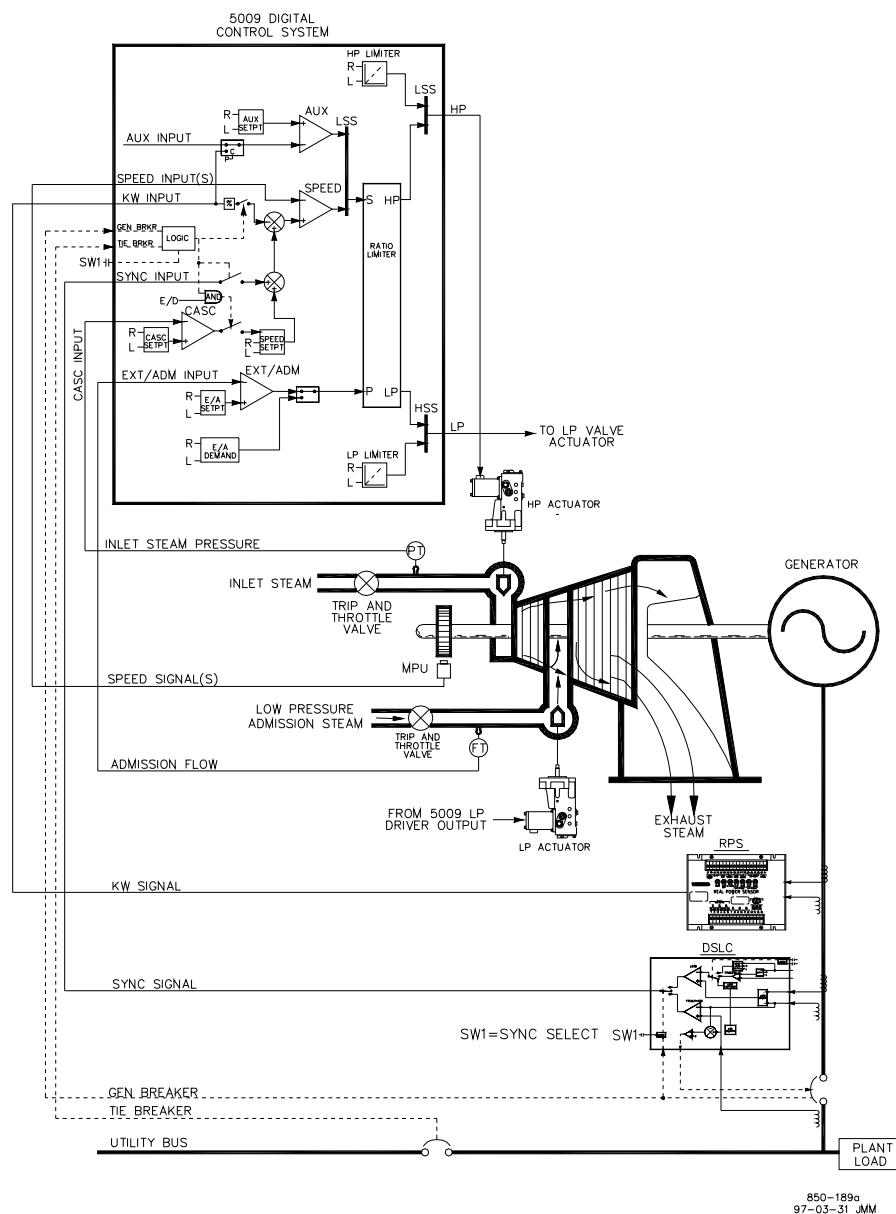 5009 DIGITAL
CONTROL SYSTEM
HP LIMITER
R
L
LSS
HP
R
L
AUX
SETPT
AUX
LSS
AUX INPUT
C
P
SPEED INPUT(S)
SPEED
KW INPUT
%
S HP
GEN BRKR
LOGIC
TIE BRKR
RATIO
LIMITER
SW1
SYNC INPUT
E/D
AND
CASC
R
L
CASC
SETPT
R
L
SPEED
SETPT
CASC INPUT
EXT/ADM INPUT
EXT/ADM
P LP
R
L
E/A
SETPT
HSS
LP
TO LP VALVE
ACTUATOR
R
L
E/A
DEMAND
LP LIMITER
R
L
HP ACTUATOR
INLET STEAM PRESSURE
PT
INLET STEAM
TRIP AND
THROTTLE
VALVE
GENERATOR
MPU
SPEED SIGNAL(S)
LOW PRESSURE
ADMISSION STEAM
TRIP AND
THROTTLE
VALVE
FT
ADMISSION FLOW
FROM 5009 LP
DRIVER OUTPUT
LP ACTUATOR
EXHAUST
STEAM
RPS
REAL POWER SENSOR
KW SIGNAL
DSLC
SYNC SIGNAL
SW1=SYNC SELECT SW1
GEN BREAKER
TIE BREAKER
UTILITY BUS
PLANT
LOAD
850-189a
97-03-31 JMM